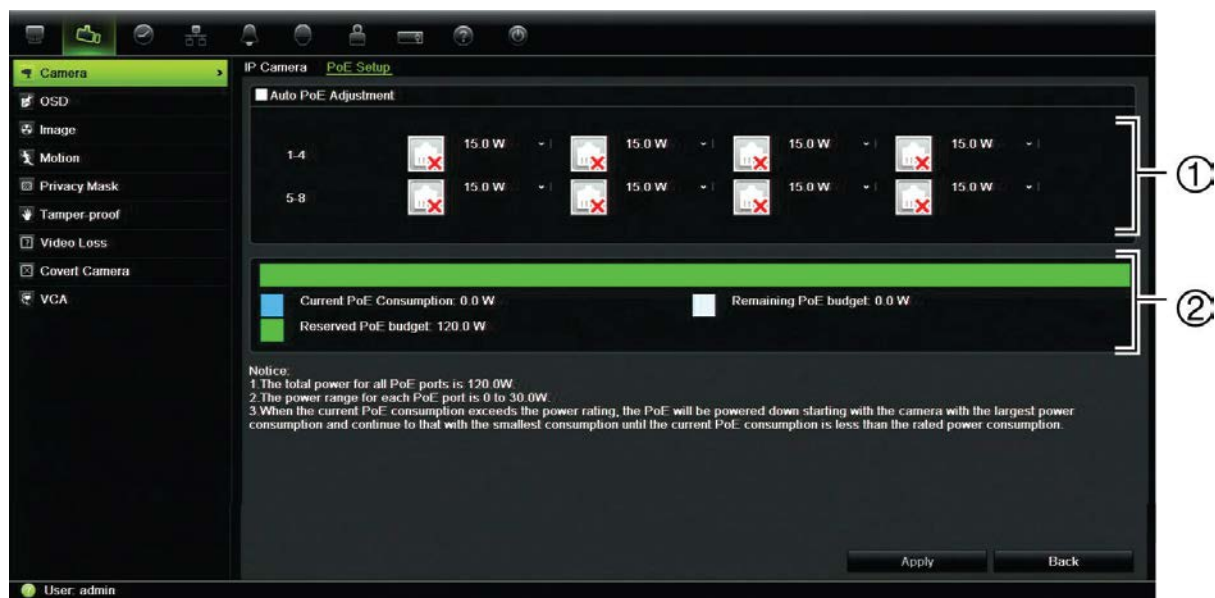 IP Camera PoE Setup
Camera
OSD
Image
Motion
Privacy Mask
Tamper-proof
Video Loss
Covert Camera
VCA
Auto PoE Adjustment
1-4 15.0 W 15.0 W 15.0 W 15.0 W
5-8 15.0 W 15.0 W 15.0 W 15.0 W
①
Current PoE Consumption: 0.0 W Remaining PoE budget: 0.0 W
Reserved PoE budget: 120.0 W
②
Notice:
1.The total power for all PoE ports is 120.0W.
2.The power range for each PoE port is 0 to 30.0W.
3.When the current PoE consumption exceeds the power rating, the PoE will be powered down starting with the camera with the largest power
consumption and continue to that with the smallest consumption until the current PoE consumption is less than the rated power consumption.
Apply Back
User: admin